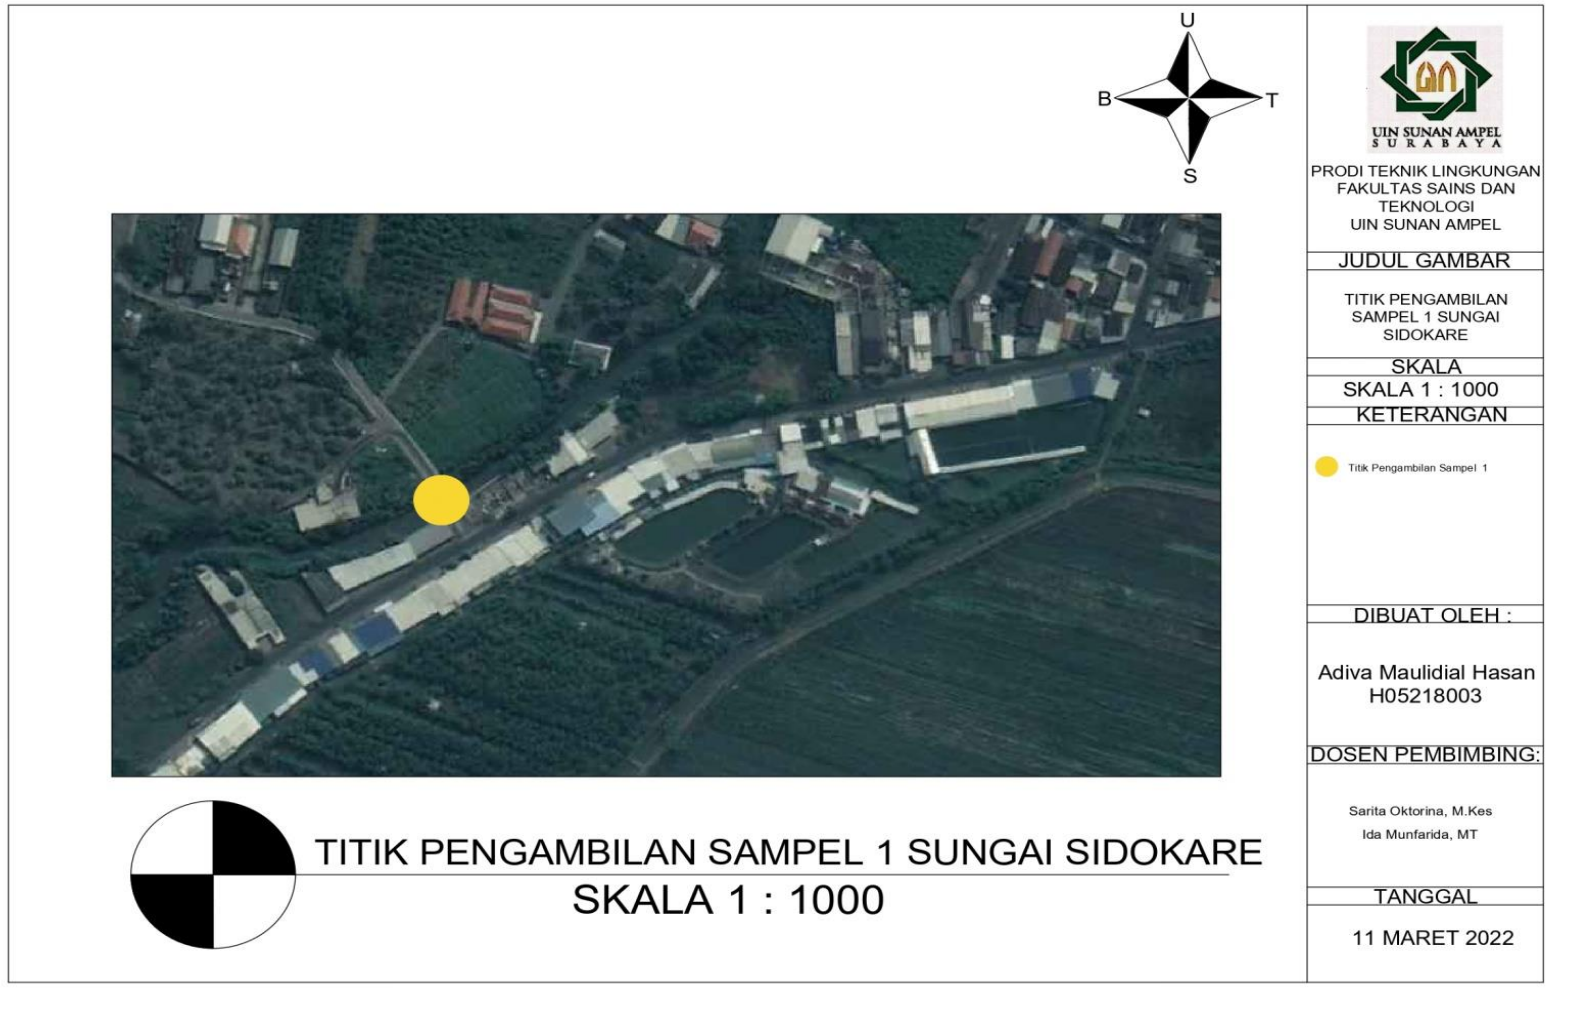 U
B
T
S
UIN SUNAN AMPEL
SURABAYA
PRODI TEKNIK LINGKUNGAN
FAKULTAS SAINS DAN
TEKNOLOGI
UIN SUNAN AMPEL
JUDUL GAMBAR
TITIK PENGAMBILAN
SAMPEL 1 SUNGAI
SIDOKARE
SKALA
SKALA 1 : 1000
KETERANGAN
Titik Pengambilan Sampel 1
DIBUAT OLEH :
Adiva Maulidial Hasan
H05218003
DOSEN PEMBIMBING:
Sarita Oktorina, M.Kes
Ida Munfarida, MT
TANGGAL
11 MARET 2022
TITIK PENGAMBILAN SAMPEL 1 SUNGAI SIDOKARE
SKALA 1 : 1000